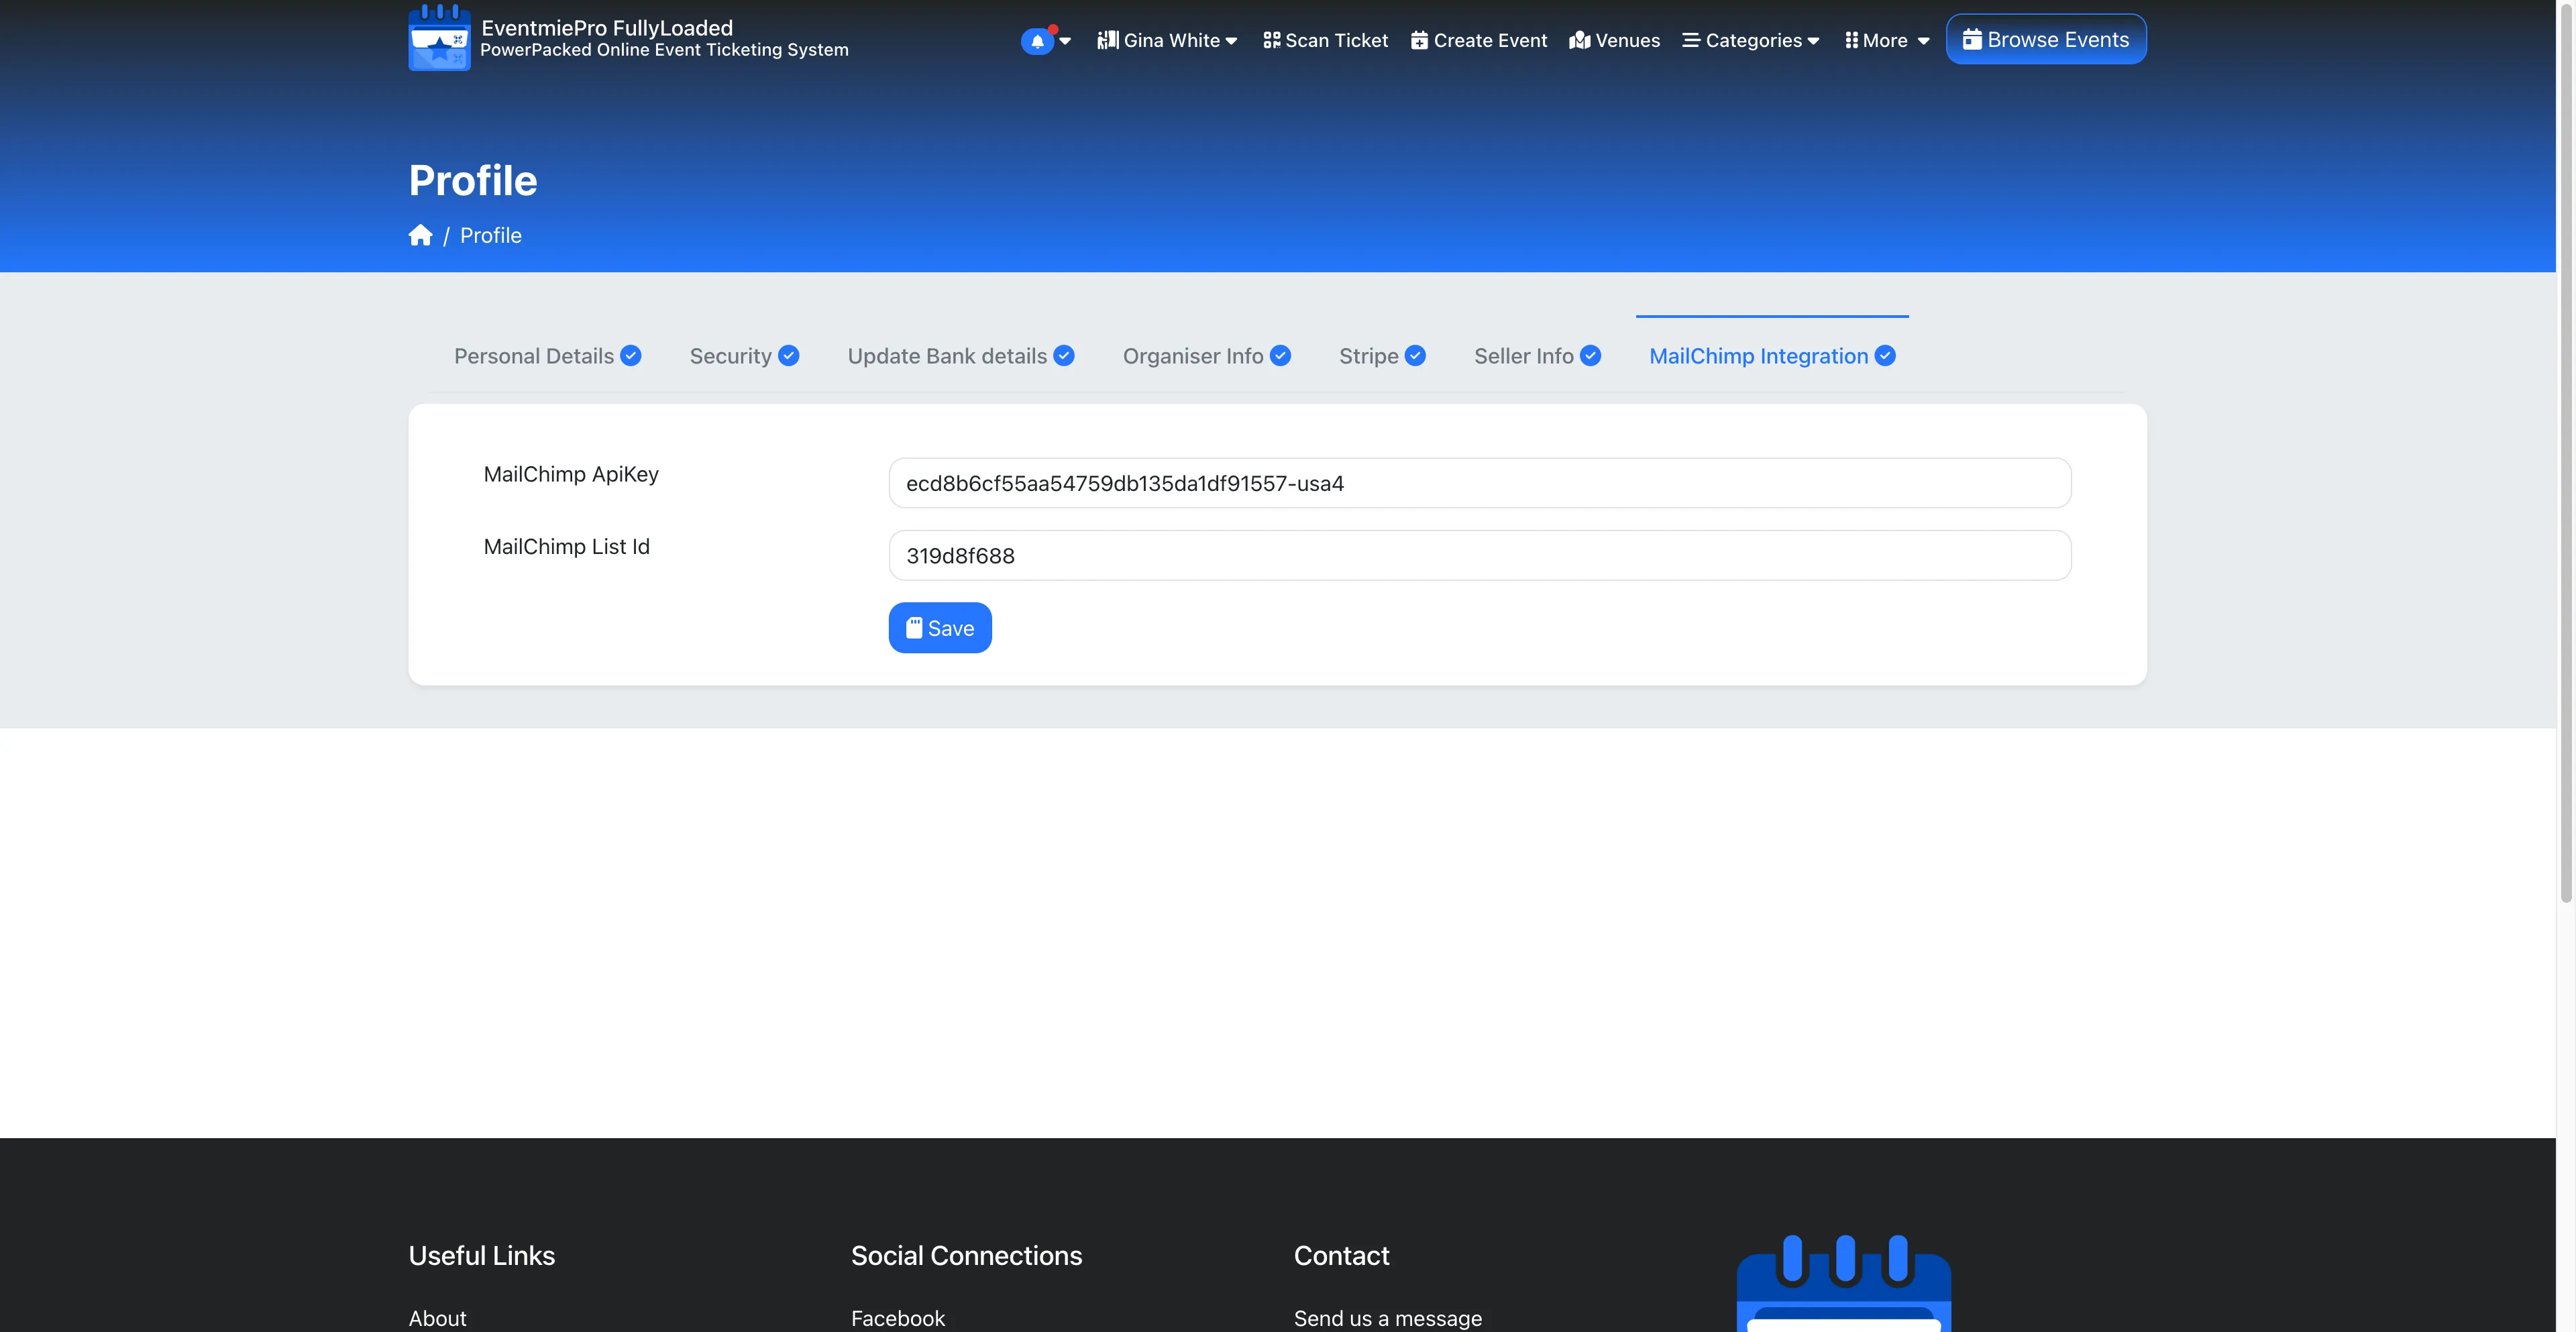 EventmiePro FullyLoaded
PowerPacked Online Event Ticketing System
Gina White
Scan Ticket
Create Event
Venues
Categories
More
Browse Events
Profile
/ Profile
Personal Details
Security
Update Bank details
Organiser Info
Stripe
Seller Info
MailChimp Integration
MailChimp ApiKey
ecd8b6cf55aa54759db135da1df91557-usa4
MailChimp List Id
319d8f688
Save
Useful Links
Social Connections
Contact
About
Facebook
Send us a message